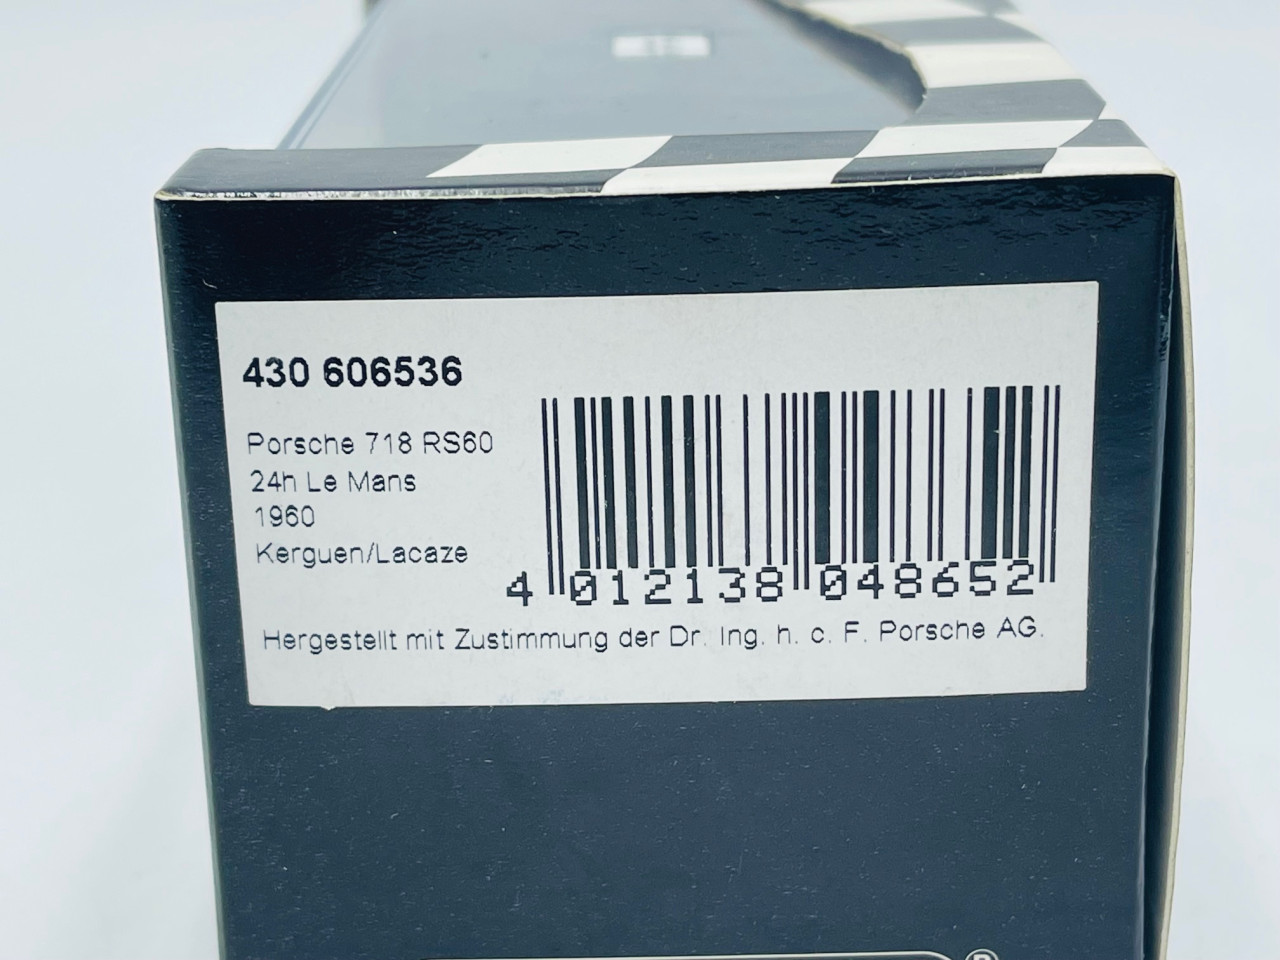 430 606536
Porsche 718 RS60
24h Le Mans
1960
Kerguen/Lacaze
4 012138 048652
Hergestellt mit Zustimmung der Dr. Ing. h. c. F. Porsche AG.
®